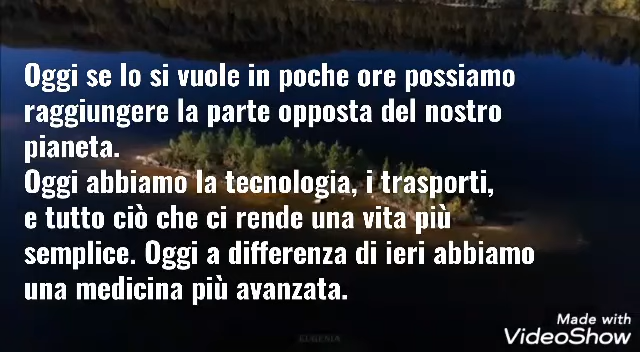 Oggi se lo si vuole in poche ore possiamo
raggiungere la parte opposta del nostro
pianeta.
Oggi abbiamo la tecnologia, i trasporti,
e tutto ciò che ci rende una vita più
semplice. Oggi a differenza di ieri abbiamo
una medicina più avanzata.
EUGENIA
Made with
VideoShow